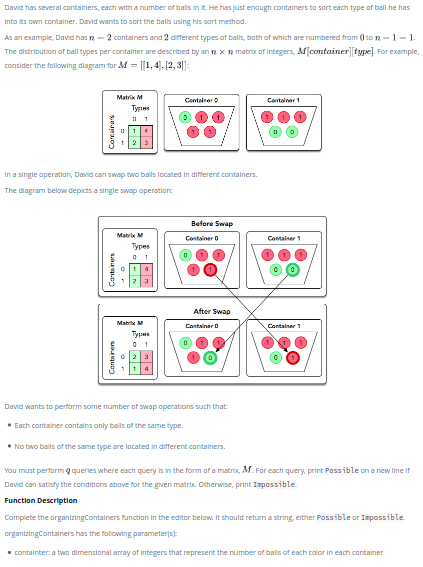 David has several containers, each with a number of balls in it. He has just enough containers to sort each type of ball he has
into its own container. David wants to sort the balls using his sort method.
As an example, David has n = 2 containers and 2 different types of balls, both of which are numbered from 0 to n − 1 = 1.
The distribution of ball types per container are described by an n × n matrix of integers, M[container][type]. For example,
consider the following diagram for M = [[1, 4], [2, 3]]:
Matrix M
Types
0 1
Containers
0 1 4
1 2 3
Container 0
0 1 1
1 1
Container 1
1 1 1
0 0
In a single operation, David can swap two balls located in different containers.
The diagram below depicts a single swap operation:
Before Swap
Matrix M
Types
0 1
Containers
0 1 4
1 2 3
Container 0
0 1 1
1 1
Container 1
1 1 1
0 0
After Swap
Matrix M
Types
0 1
Containers
0 2 3
1 1 4
Container 0
0 1 1
1 0
Container 1
1 1 1
0 1
David wants to perform some number of swap operations such that:
• Each container contains only balls of the same type.
• No two balls of the same type are located in different containers.
You must perform q queries where each query is in the form of a matrix, M. For each query, print Possible on a new line if
David can satisfy the conditions above for the given matrix. Otherwise, print Impossible.
Function Description
Complete the organizingContainers function in the editor below. It should return a string, either Possible or Impossible.
organizingContainers has the following parameter(s):
• containter: a two dimensional array of integers that represent the number of balls of each color in each container